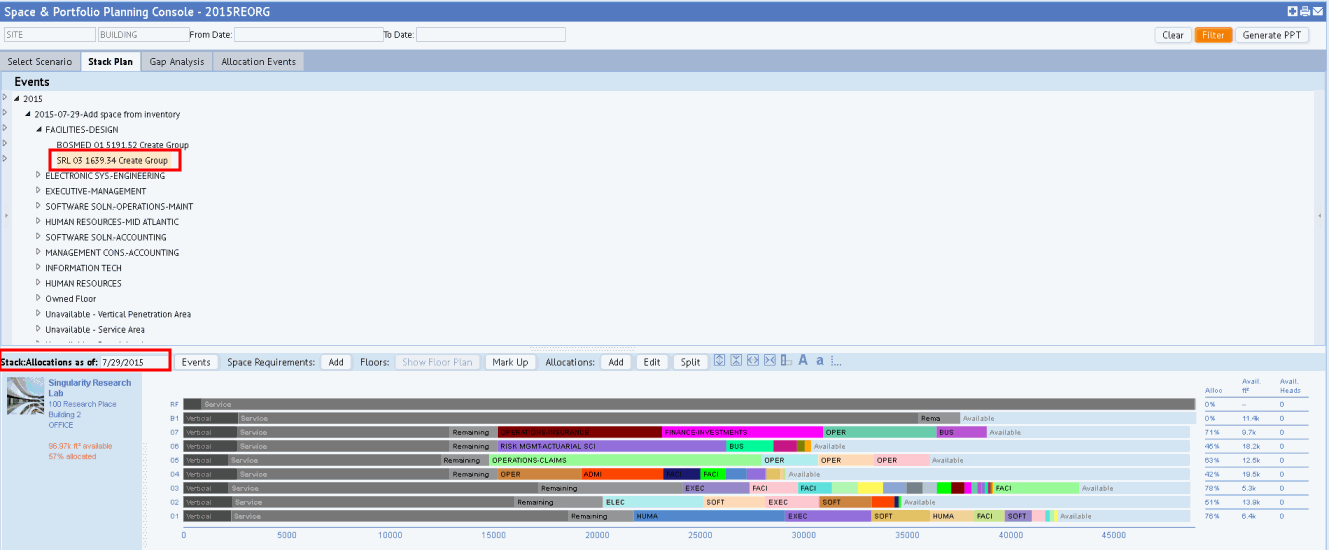 Space & Portfolio Planning Console - 2015REORG
SITE BUILDING From Date: To Date: Clear Filter Generate PPT
Select Scenario Stack Plan Gap Analysis Allocation Events
Events
2015
2015-07-29-Add space from inventory
FACILITIES-DESIGN
BOSMED 01 5191.52 Create Group
SRL 03 1639.34 Create Group
ELECTRONIC SYS.-ENGINEERING
EXECUTIVE-MANAGEMENT
SOFTWARE SOLN.-OPERATIONS-MAINT
HUMAN RESOURCES-MID ATLANTIC
SOFTWARE SOLN.-ACCOUNTING
MANAGEMENT CONS.-ACCOUNTING
INFORMATION TECH
HUMAN RESOURCES
Owned Floor
Unavailable - Vertical Penetration Area
Unavailable - Service Area
Stack:Allocations as of: 7/29/2015 Events Space Requirements: Add Floors: Show Floor Plan Mark Up Allocations: Add Edit Split A a
Singularity Research
Lab
100 Research Place
Building 2
OFFICE
96.97k ft² available
57% allocated
Alloc Avail. ft² Avail. Heads
RF Service 0% – 0
B1 Vertical Service Rema Available 0% 11.4k 0
07 Vertical Service Remaining OPERATIONS-INSURANCE FINANCE-INVESTMENTS OPER BUS Available 71% 9.7k 0
06 Vertical Service Remaining RISK MGMT-ACTUARIAL SCI BUS Available 46% 18.2k 0
05 Vertical Service Remaining OPERATIONS-CLAIMS OPER OPER OPER Available 63% 12.5k 0
04 Vertical Service Remaining OPER ADMI FACI FACI Available 42% 19.5k 0
03 Vertical Service Remaining EXEC FACI FACI FACI Available 78% 5.3k 0
02 Vertical Service Remaining ELEC SOFT EXEC SOFT Available 51% 13.9k 0
01 Vertical Service Remaining HUMA EXEC SOFT HUMA FACI SOFT Available 76% 6.4k 0
0 5000 10000 15000 20000 25000 30000 35000 40000 45000